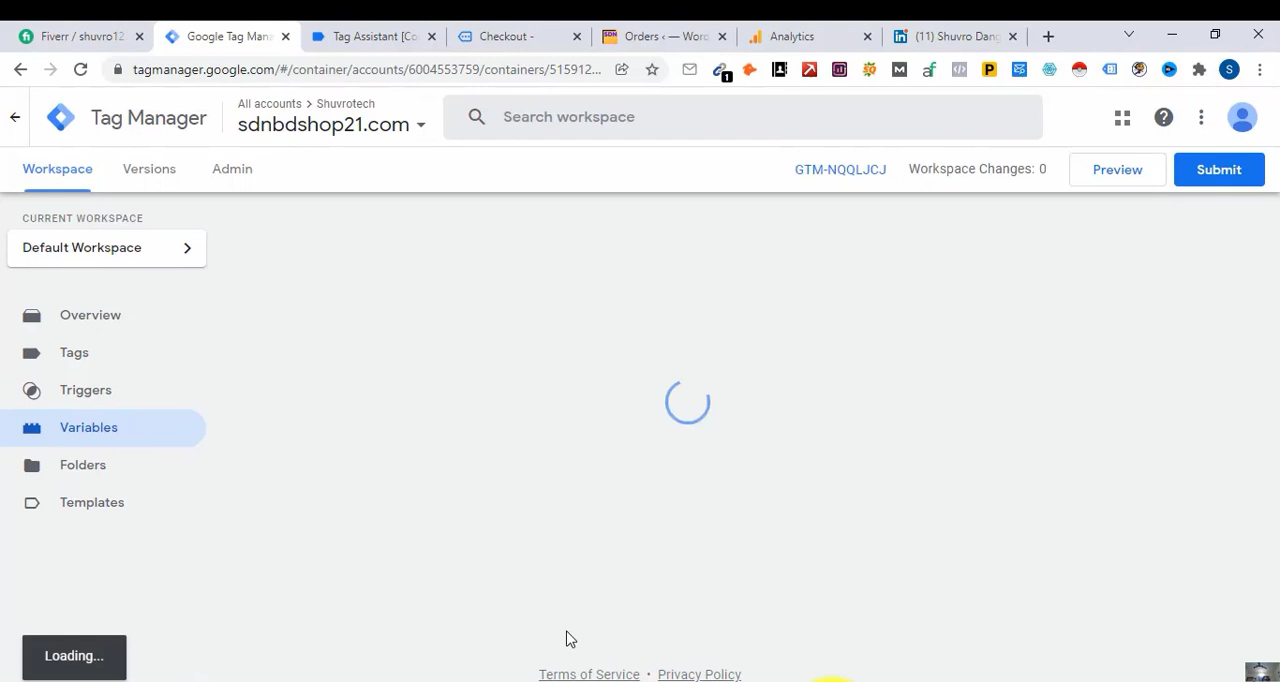 Fiverr / shuvro12
Google Tag Mana
Tag Assistant [Co
Checkout -
Orders ‹ — Wor
Analytics
(11) Shuvro Dang
tagmanager.google.com/#/container/accounts/6004553759/containers/515912...
1
S
Tag Manager
All accounts > Shuvrotech
sdnbdshop21.com
Search workspace
Workspace
Versions
Admin
GTM-NQQLJCJ
Workspace Changes: 0
Preview
Submit
CURRENT WORKSPACE
Default Workspace
Overview
Tags
Triggers
Variables
Folders
Templates
Loading...
Terms of Service • Privacy Policy